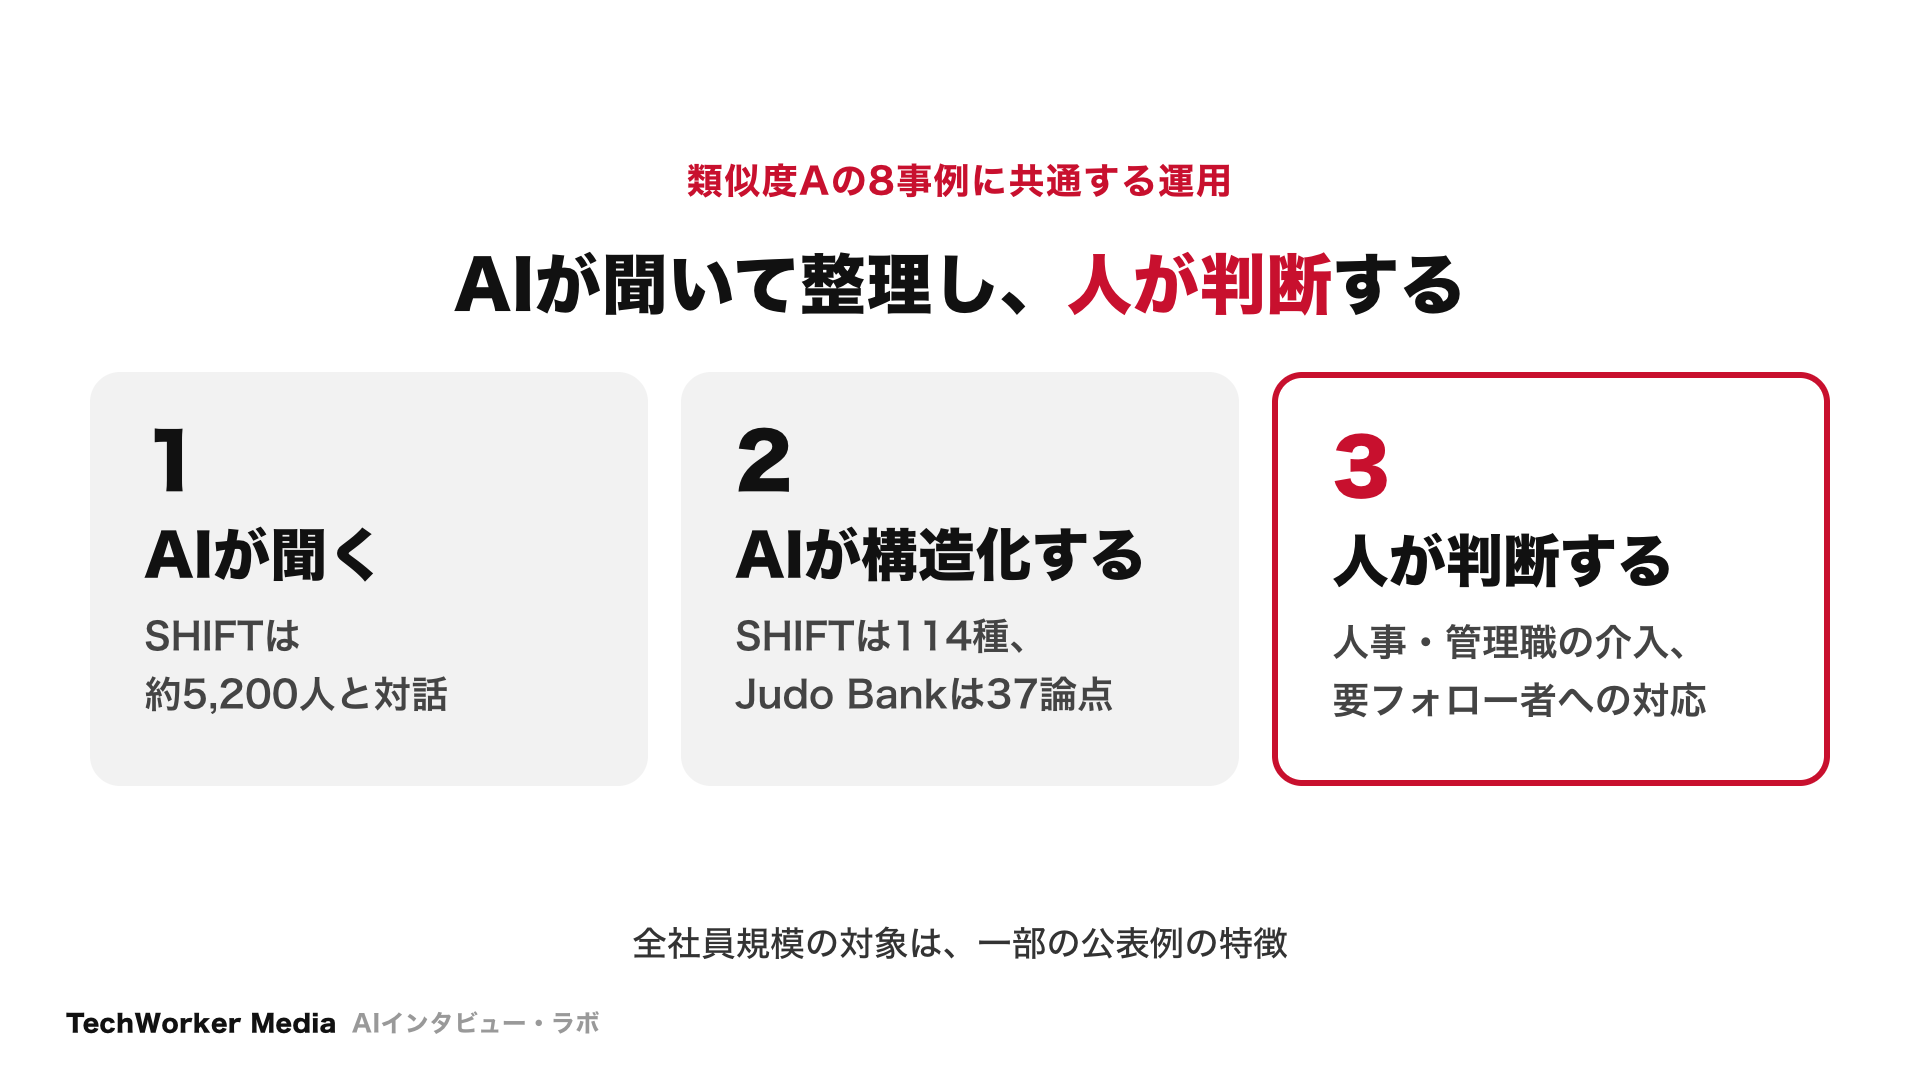 類似度Aの8事例に共通する運用
AIが聞いて整理し、人が判断する
1
AIが聞く
SHIFTは
約5,200人と対話
2
AIが構造化する
SHIFTは114種、
Judo Bankは37論点
3
人が判断する
人事・管理職の介入、
要フォロー者への対応
全社員規模の対象は、一部の公表例の特徴
TechWorker Media AIインタビュー・ラボ